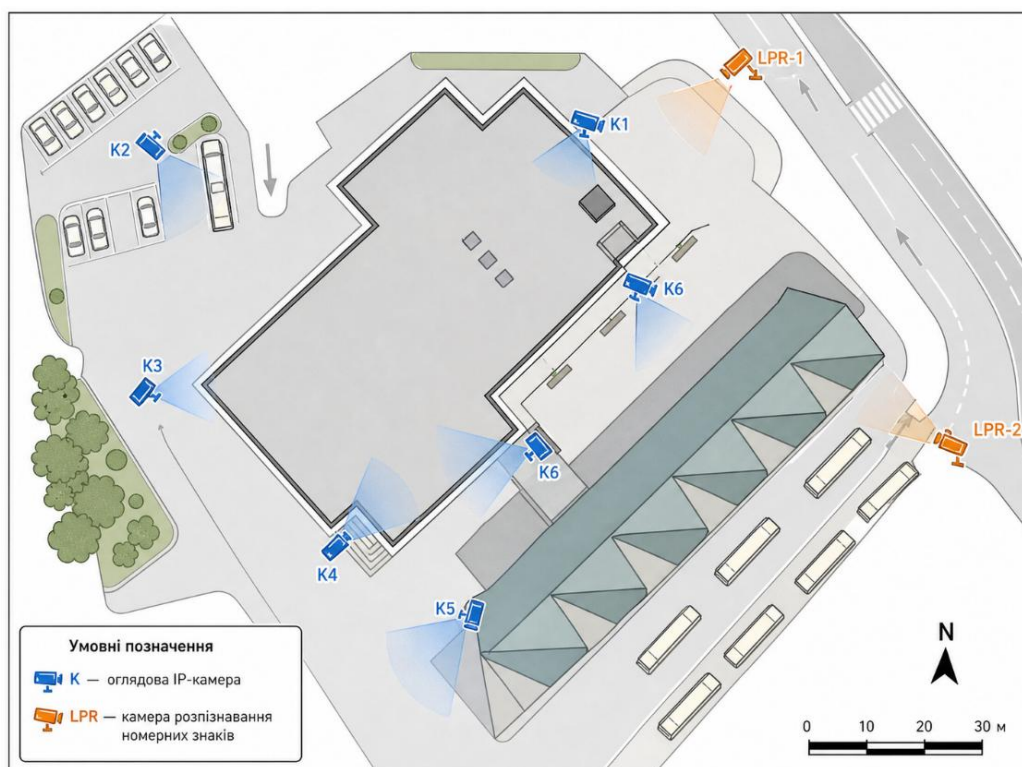 LPR-1
K1
K2
K6
K3
LPR-2
K6
K4
K5
Умовні позначення
K — оглядова IP-камера
LPR — камера розпізнавання
номерних знаків
N
0 10 20 30 м